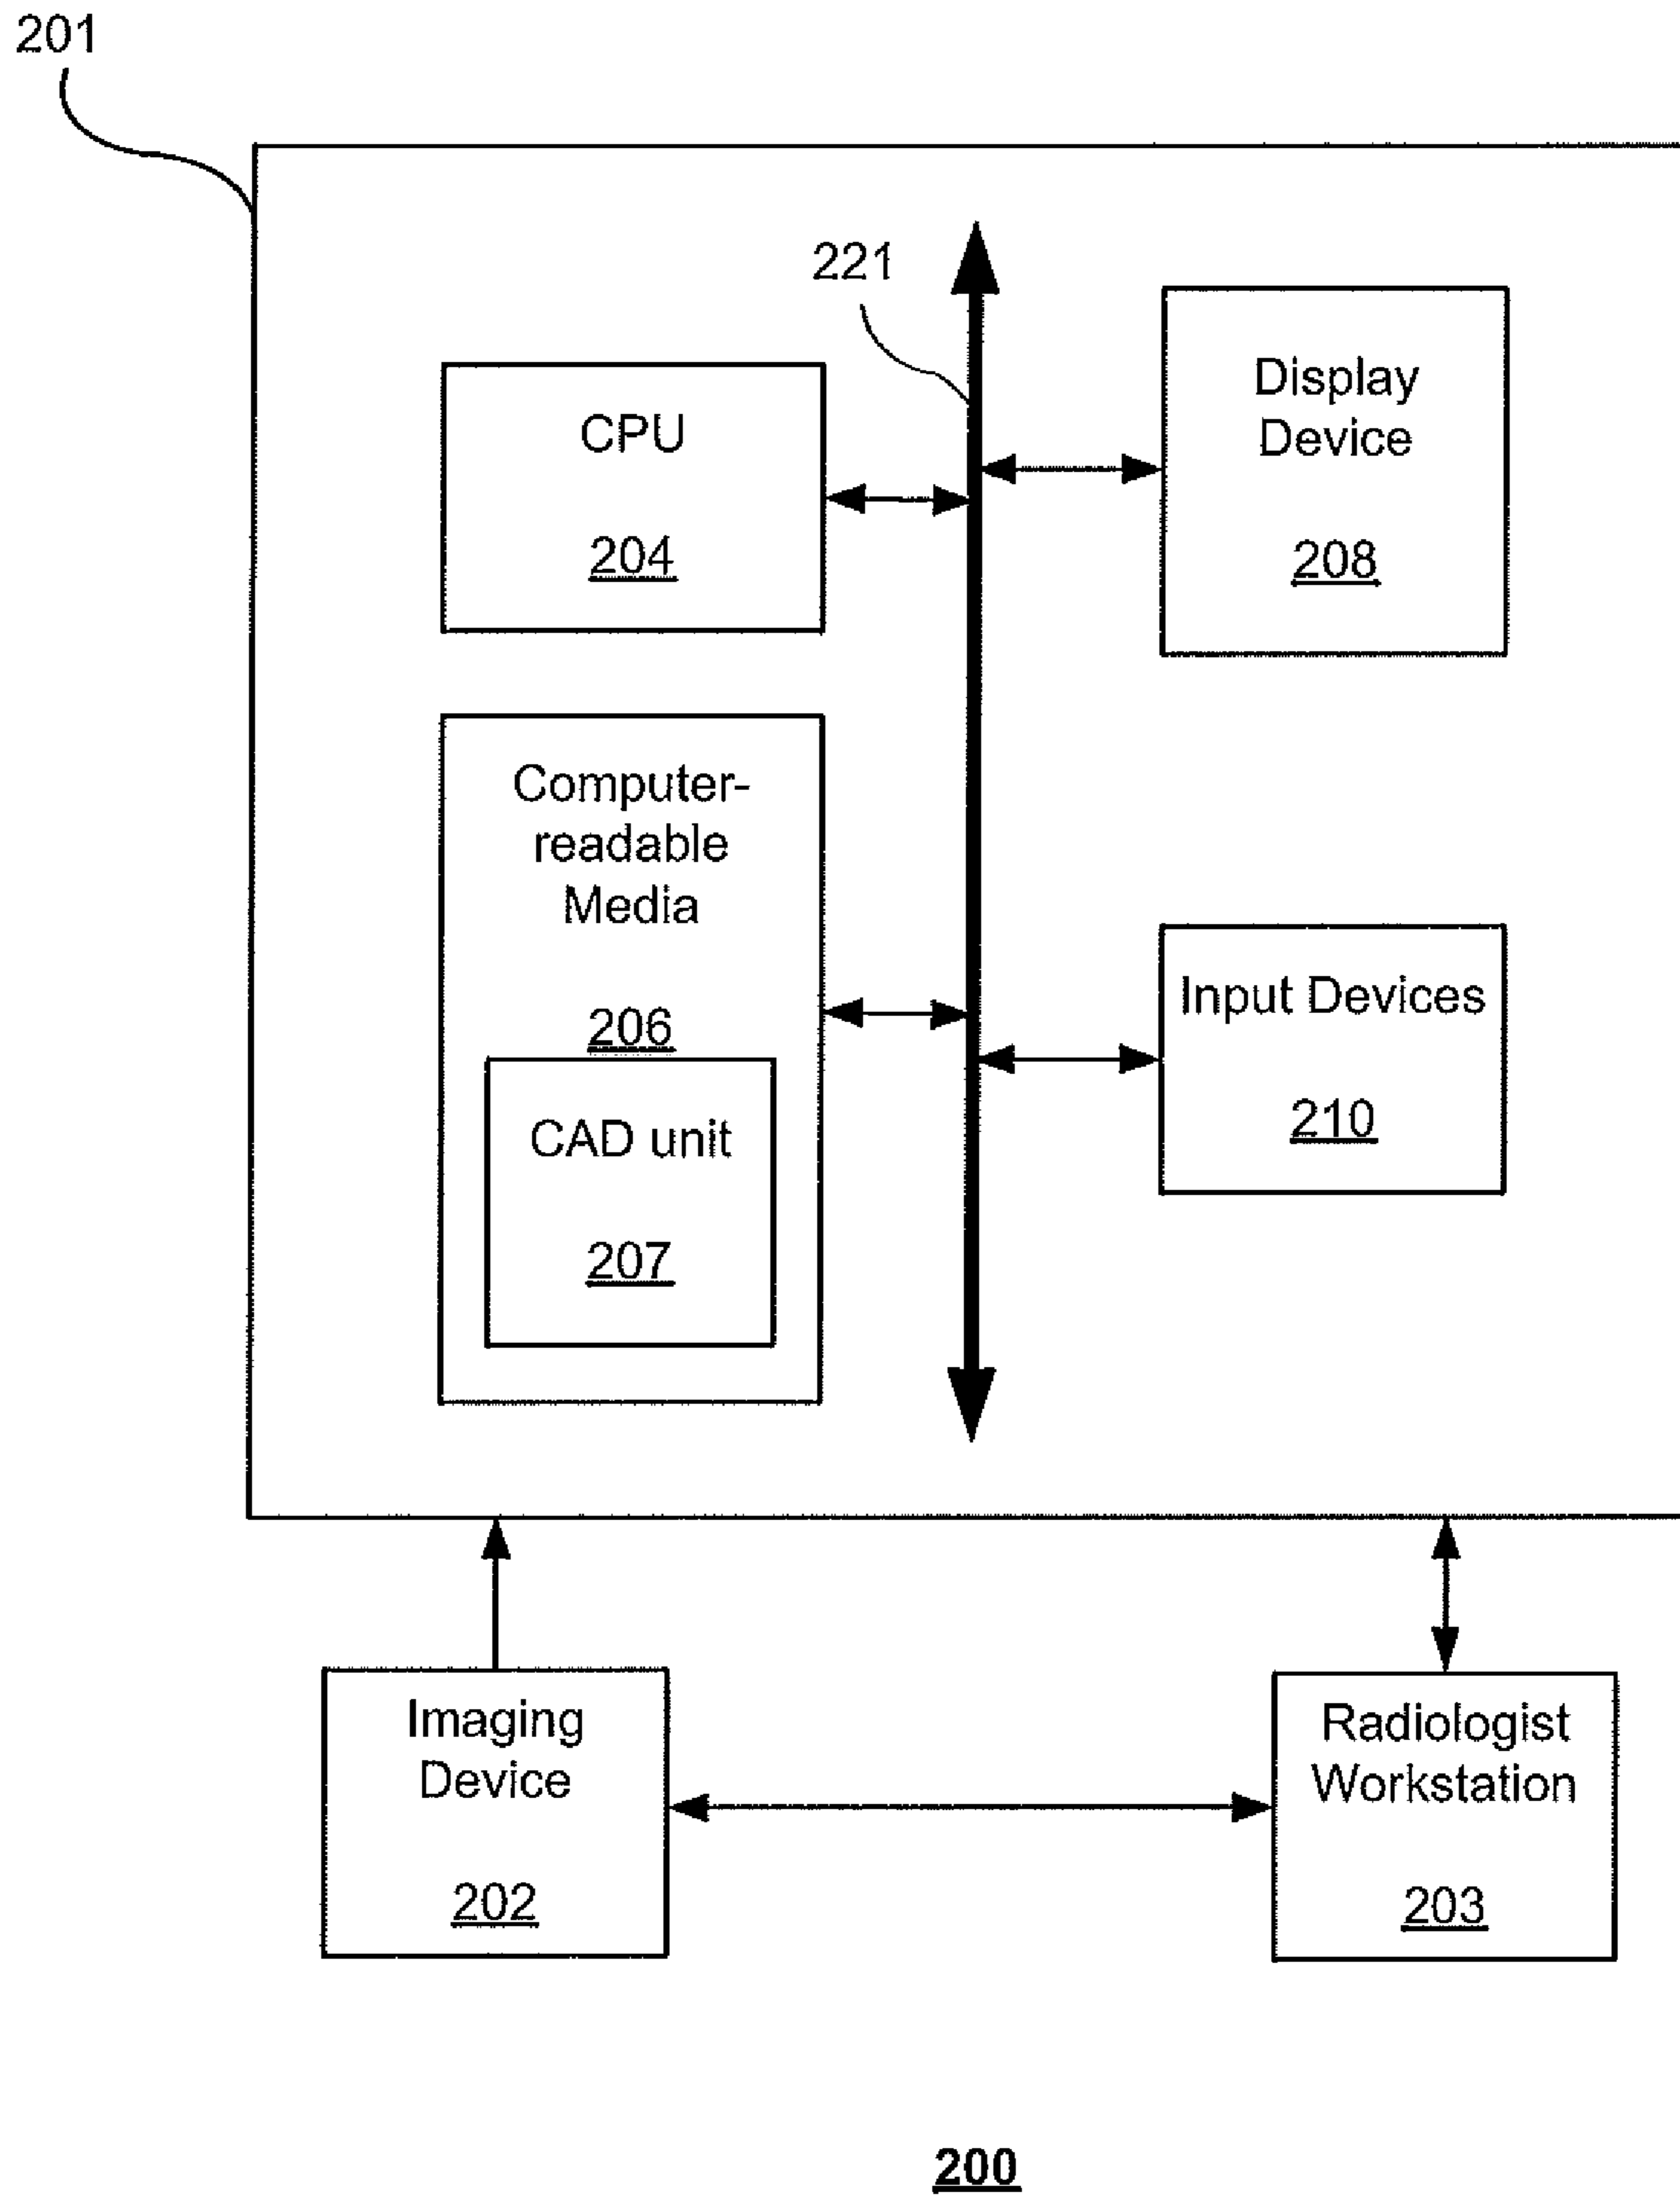 201
221
CPU
204
Display
Device
208
Computer-
readable
Media
206
CAD unit
207
Input Devices
210
Imaging
Device
202
Radiologist
Workstation
203
200